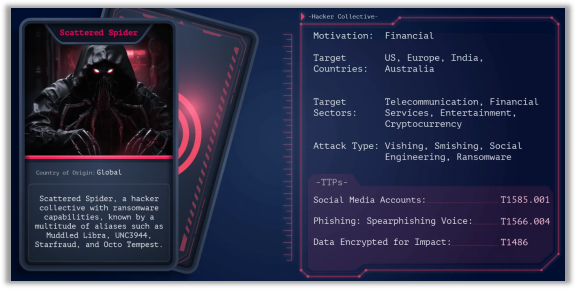 Scattered Spider
Country of Origin: Global
Scattered Spider, a hacker
collective with ransomware
capabilities, known by a
multitude of aliases such as
Muddled Libra, UNC3944,
Starfraud, and Octo Tempest.
-Hacker Collective-
Motivation: Financial
Target Countries: US, Europe, India,
Australia
Target Sectors: Telecommunication, Financial
Services, Entertainment,
Cryptocurrency
Attack Type: Vishing, Smishing, Social
Engineering, Ransomware
-TTPs-
Social Media Accounts: T1585.001
Phishing: Spearphishing Voice: T1566.004
Data Encrypted for Impact: T1486